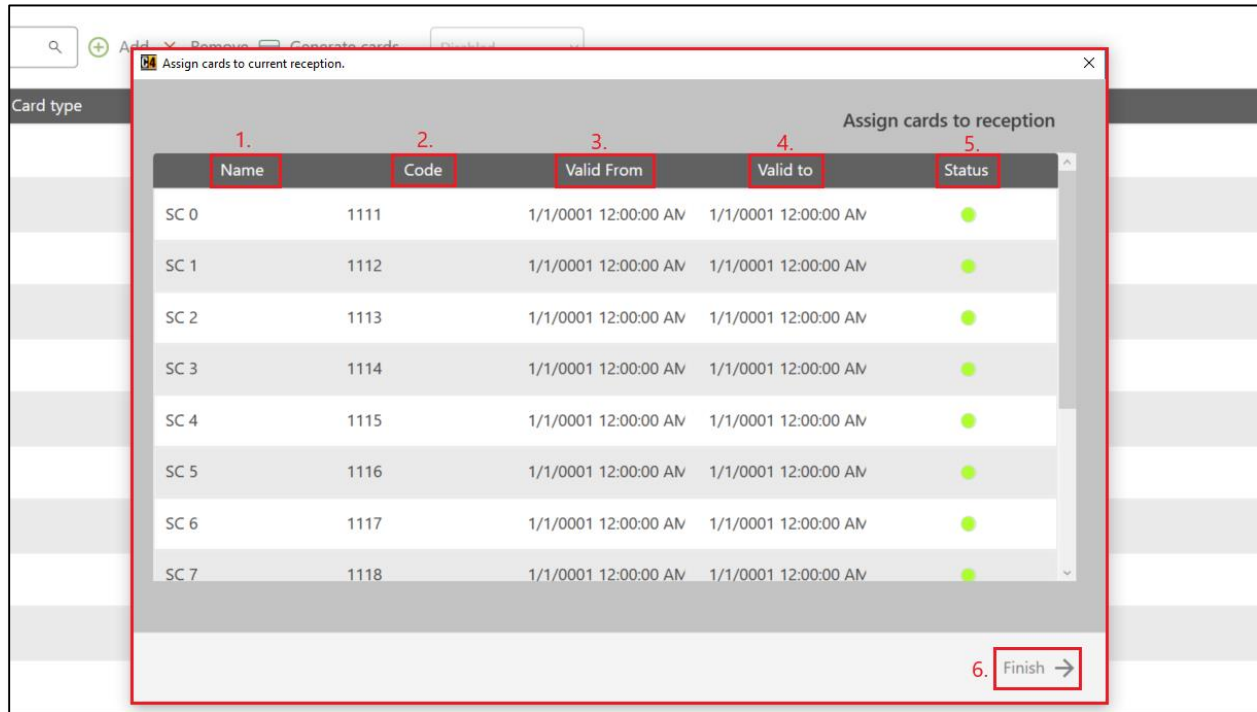 Add Remove Generate cards Disabled
C4 Assign cards to current reception.
Card type
Assign cards to reception
1. 2. 3. 4. 5.
Name Code Valid From Valid to Status
SC 0 1111 1/1/0001 12:00:00 AM 1/1/0001 12:00:00 AM
SC 1 1112 1/1/0001 12:00:00 AM 1/1/0001 12:00:00 AM
SC 2 1113 1/1/0001 12:00:00 AM 1/1/0001 12:00:00 AM
SC 3 1114 1/1/0001 12:00:00 AM 1/1/0001 12:00:00 AM
SC 4 1115 1/1/0001 12:00:00 AM 1/1/0001 12:00:00 AM
SC 5 1116 1/1/0001 12:00:00 AM 1/1/0001 12:00:00 AM
SC 6 1117 1/1/0001 12:00:00 AM 1/1/0001 12:00:00 AM
SC 7 1118 1/1/0001 12:00:00 AM 1/1/0001 12:00:00 AM
6. Finish